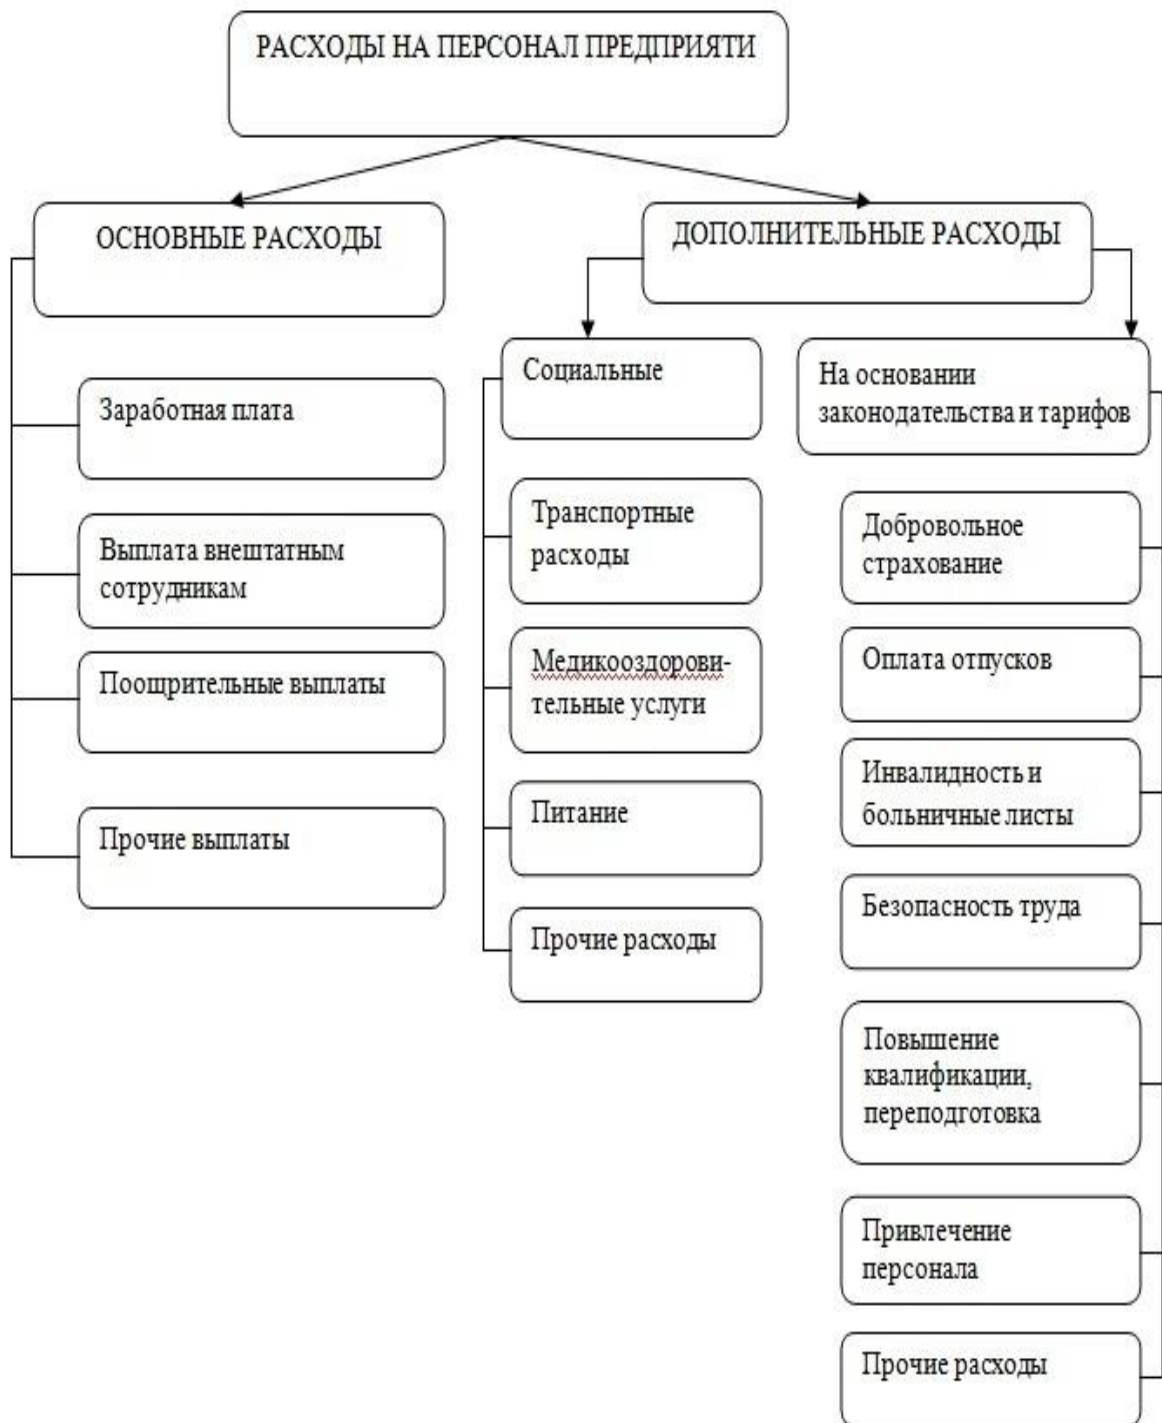 РАСХОДЫ НА ПЕРСОНАЛ ПРЕДПРИЯТИ
ОСНОВНЫЕ РАСХОДЫ
Заработная плата
Выплата внештатным
сотрудникам
Поощрительные выплаты
Прочие выплаты
ДОПОЛНИТЕЛЬНЫЕ РАСХОДЫ
Социальные
Транспортные
расходы
Медикооздорови-
тельные услуги
Питание
Прочие расходы
На основании
законодательства и тарифов
Добровольное
страхование
Оплата отпусков
Инвалидность и
больничные листы
Безопасность труда
Повышение
квалификации,
переподготовка
Привлечение
персонала
Прочие расходы